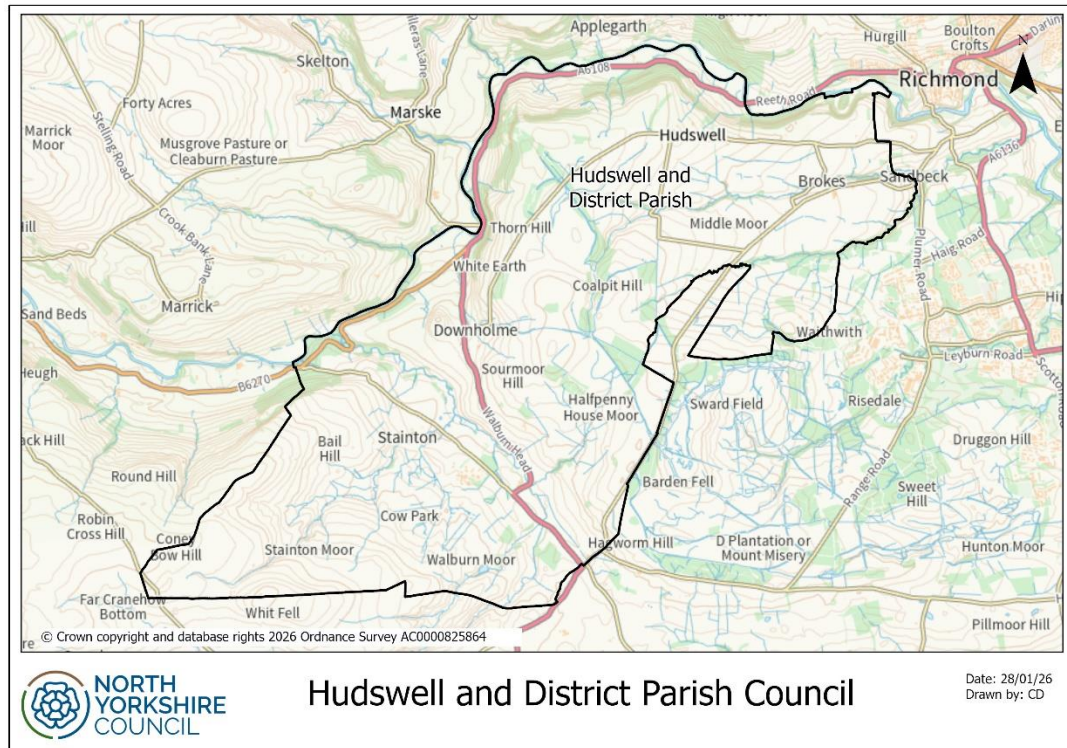 Applegarth
Hurgill
Boulton
Crofts
Skelton
A6108
Richmond
N
Forty Acres
Marske
Reeth Road
Marrick
Moor
Stelling Road
Musgrove Pasture or
Cleaburn Pasture
Hudswell
A6136
Hudswell and
District Parish
Brokes
Sandbeck
Crook Bank Lane
Thorn Hill
Middle Moor
Plumer Road
Haig Road
White Earth
Coalpit Hill
Marrick
Sand Beds
Downholme
Waithwith
Leyburn Road
B6270
Sourmoor
Hill
Halfpenny
House Moor
Sward Field
Risedale
Walburn Head
Bail
Hill
Stainton
Druggon Hill
Round Hill
Barden Fell
Range Road
Sweet
Hill
Cow Park
Robin
Cross Hill
Stainton Moor
Walburn Moor
Hagworm Hill
D Plantation or
Mount Misery
Hunton Moor
Far Cranehow
Bottom
Whit Fell
Pillmoor Hill
© Crown copyright and database rights 2026 Ordnance Survey AC0000825864
NORTH
YORKSHIRE
COUNCIL
Hudswell and District Parish Council
Date: 28/01/26
Drawn by: CD